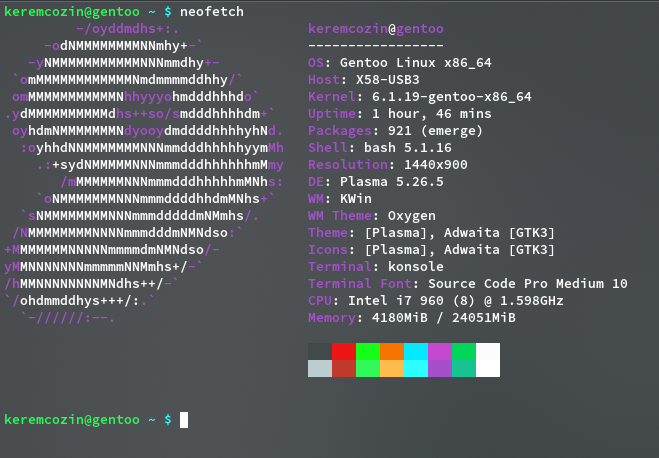 keremcozin@gentoo ~ $ neofetch
-/oyddmdhs+:. keremcozin@gentoo
-odNMMMMMMMMNNmhy+-` -----------------
-yNMMMMMMMMMMMNNNmmdhy+- OS: Gentoo Linux x86_64
`omMMMMMMMMMMMMNmdmmmmddhhy/` Host: X58-USB3
omMMMMMMMMMMMNhhyyyohmdddhhhdo` Kernel: 6.1.19-gentoo-x86_64
.ydMMMMMMMMMMdhs++so/smdddhhhhdm+` Uptime: 1 hour, 46 mins
oyhdmNMMMMMMMNdyooydmddddhhhhyhNd. Packages: 921 (emerge)
:oyhhdNNMMMMMMMNNNmmdddhhhhhyymMh Shell: bash 5.1.16
.:+sydNMMMMMNNNmmmdddhhhhhhmMmy Resolution: 1440x900
/mMMMMMMNNNmmmdddhhhhhmMNhs: DE: Plasma 5.26.5
`oNMMMMMMMNNNmmmddddhhdmMNhs+` WM: KWin
`sNMMMMMMMMNNNmmmdddddmNMmhs/. WM Theme: Oxygen
/NMMMMMMMMNNNNmmmdddmNMNdso:` Theme: [Plasma], Adwaita [GTK3]
+MMMMMMMNNNNNmmmmdmNMNdso/- Icons: [Plasma], Adwaita [GTK3]
yMMNNNNNNNmmmmmNNMmhs+/-` Terminal: konsole
/hMMNNNNNNNNMNdhs++/-` Terminal Font: Source Code Pro Medium 10
`/ohdmmddhys+++/:.` CPU: Intel i7 960 (8) @ 1.598GHz
`-//////:--. Memory: 4180MiB / 24051MiB
keremcozin@gentoo ~ $